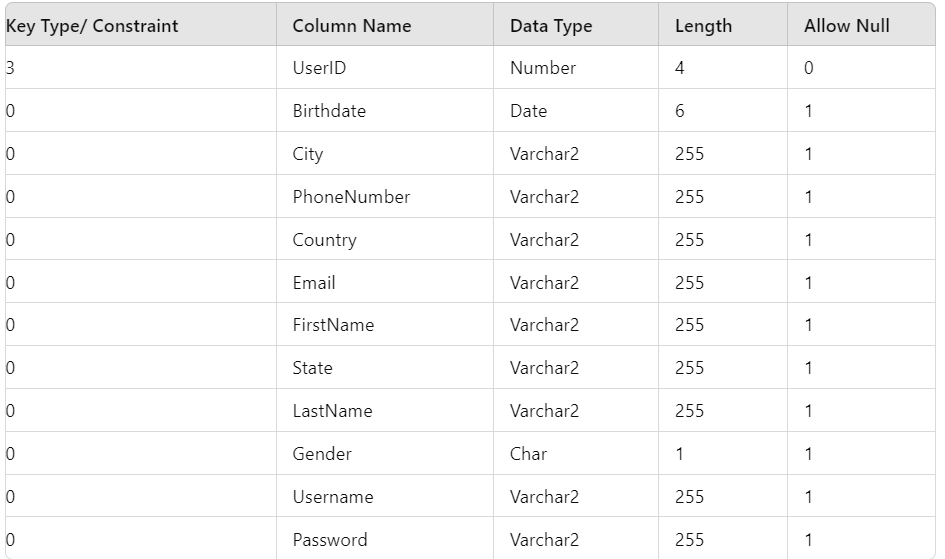 Key Type/ Constraint Column Name Data Type Length Allow Null
3 UserID Number 4 0
0 Birthdate Date 6 1
0 City Varchar2 255 1
0 PhoneNumber Varchar2 255 1
0 Country Varchar2 255 1
0 Email Varchar2 255 1
0 FirstName Varchar2 255 1
0 State Varchar2 255 1
0 LastName Varchar2 255 1
0 Gender Char 1 1
0 Username Varchar2 255 1
0 Password Varchar2 255 1